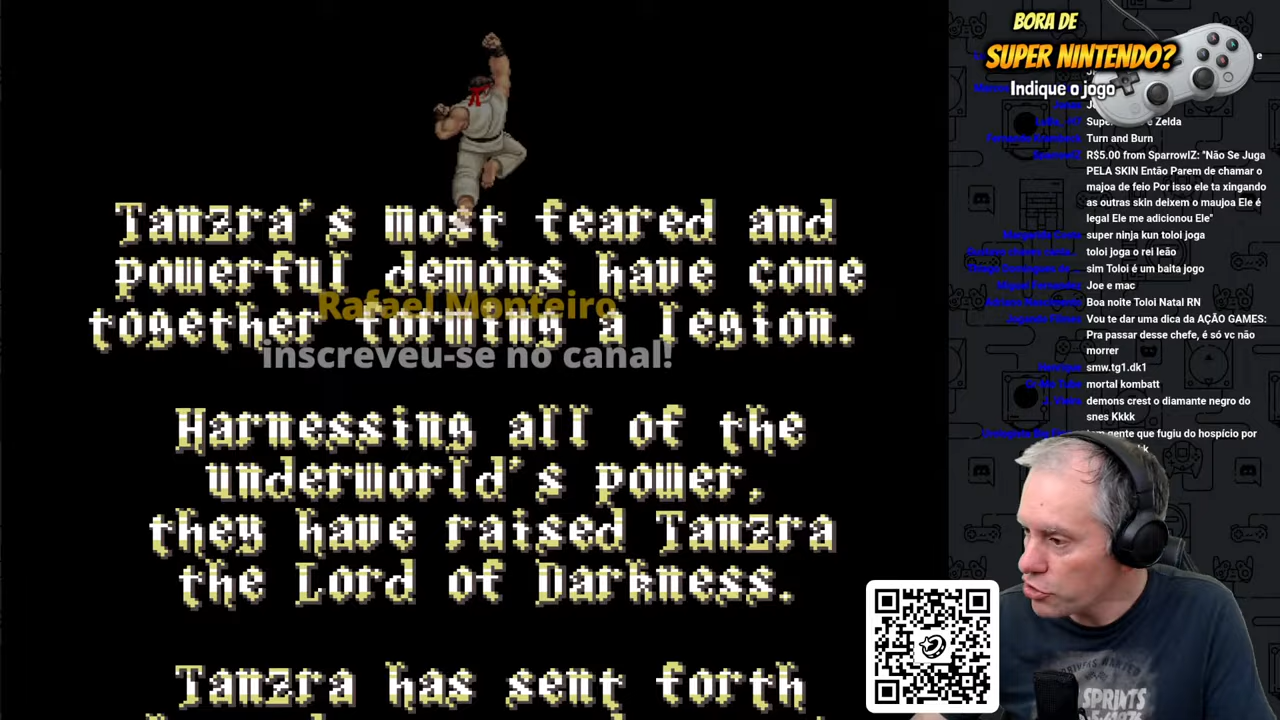 Tanzra's most feared and
powerful demons have come
together forming a legion.
Rafael Monteiro
inscreveu-se no canal!
Harnessing all of the
underworld's power,
they have raised Tanzra
the Lord of Darkness.
Tanzra has sent forth
BORA DE
SUPER NINTENDO?
Indique o jogo
Zelda
Turn and Burn
SparrowIZ R$5.00 from SparrowIZ: "Não Se Juga
PELA SKIN Então Parem de chamar o
majoa de feio Por isso ele ta xingando
as outras skin deixem o maujoa Ele é
legal Ele me adicionou Ele"
super ninja kun toloi joga
toloi joga o rei leão
sim Toloi é um baita jogo
Joe e mac
Boa noite Toloi Natal RN
Vou te dar uma dica da AÇÃO GAMES:
Pra passar desse chefe, é só vc não
morrer
smw.tg1.dk1
mortal kombatt
demons crest o diamante negro do
snes Kkkk
gente que fugiu do hospício por
SPRINTS